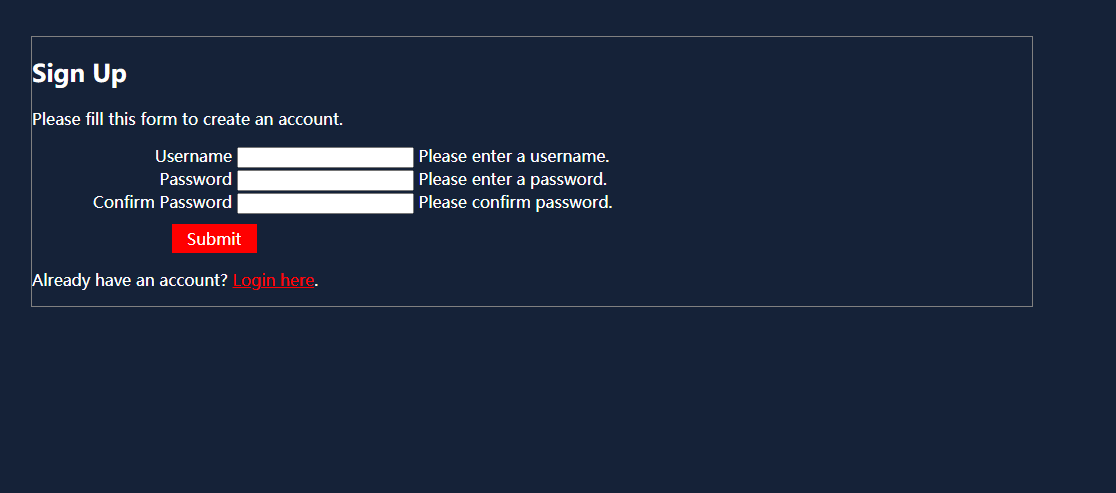 Sign Up
Please fill this form to create an account.
Username Please enter a username.
Password Please enter a password.
Confirm Password Please confirm password.
Submit
Already have an account? Login here.